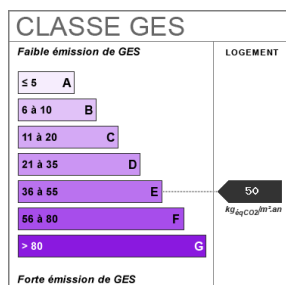 CLASSE GES
Faible émission de GES
LOGEMENT
≤ 5 A
6 à 10 B
11 à 20 C
21 à 35 D
36 à 55 E
50
kgéqCO2/m².an
56 à 80 F
> 80 G
Forte émission de GES